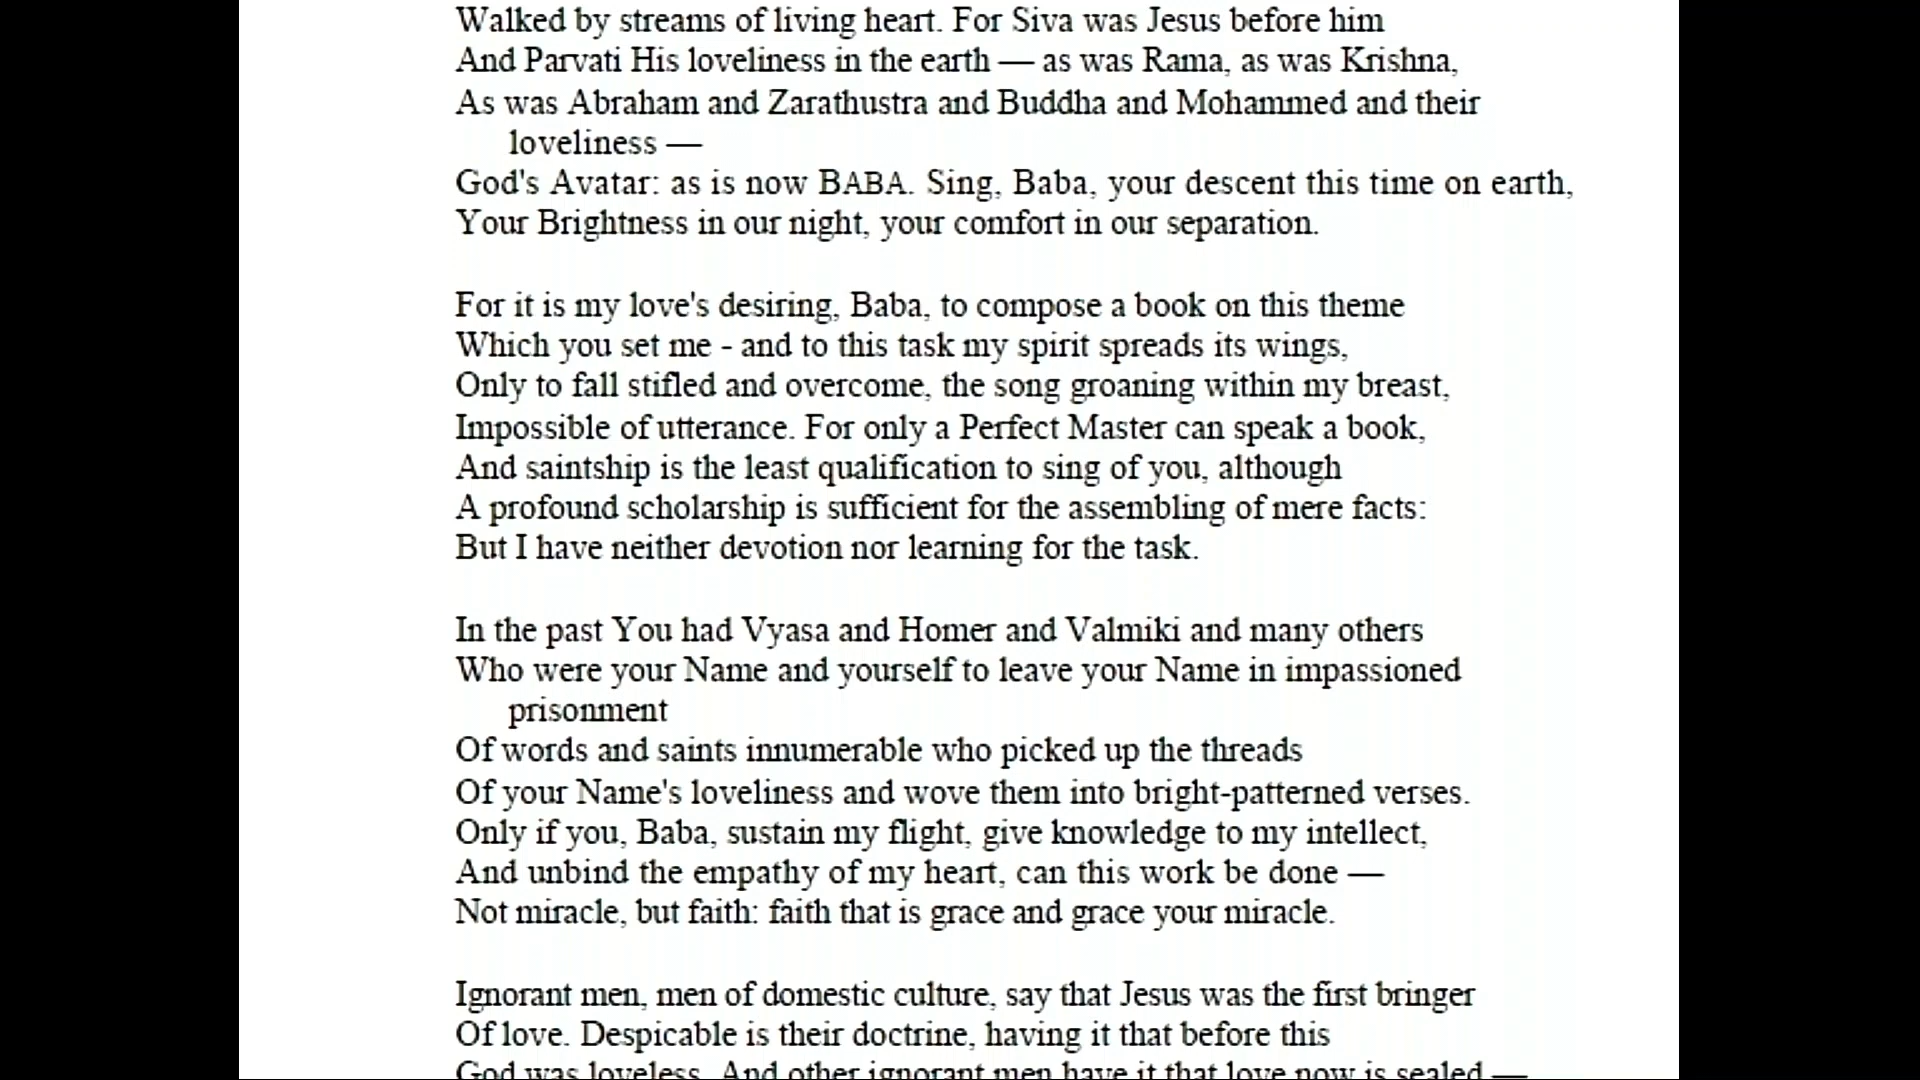 Walked by streams of living heart. For Siva was Jesus before him
And Parvati His loveliness in the earth — as was Rama, as was Krishna,
As was Abraham and Zarathustra and Buddha and Mohammed and their
loveliness —
God's Avatar: as is now BABA. Sing, Baba, your descent this time on earth,
Your Brightness in our night, your comfort in our separation.
For it is my love's desiring, Baba, to compose a book on this theme
Which you set me - and to this task my spirit spreads its wings,
Only to fall stifled and overcome, the song groaning within my breast,
Impossible of utterance. For only a Perfect Master can speak a book,
And saintship is the least qualification to sing of you, although
A profound scholarship is sufficient for the assembling of mere facts:
But I have neither devotion nor learning for the task.
In the past You had Vyasa and Homer and Valmiki and many others
Who were your Name and yourself to leave your Name in impassioned
prisonment
Of words and saints innumerable who picked up the threads
Of your Name's loveliness and wove them into bright-patterned verses.
Only if you, Baba, sustain my flight, give knowledge to my intellect,
And unbind the empathy of my heart, can this work be done —
Not miracle, but faith: faith that is grace and grace your miracle.
Ignorant men, men of domestic culture, say that Jesus was the first bringer
Of love. Despicable is their doctrine, having it that before this
God was loveless. And other ignorant men have it that love now is sealed —